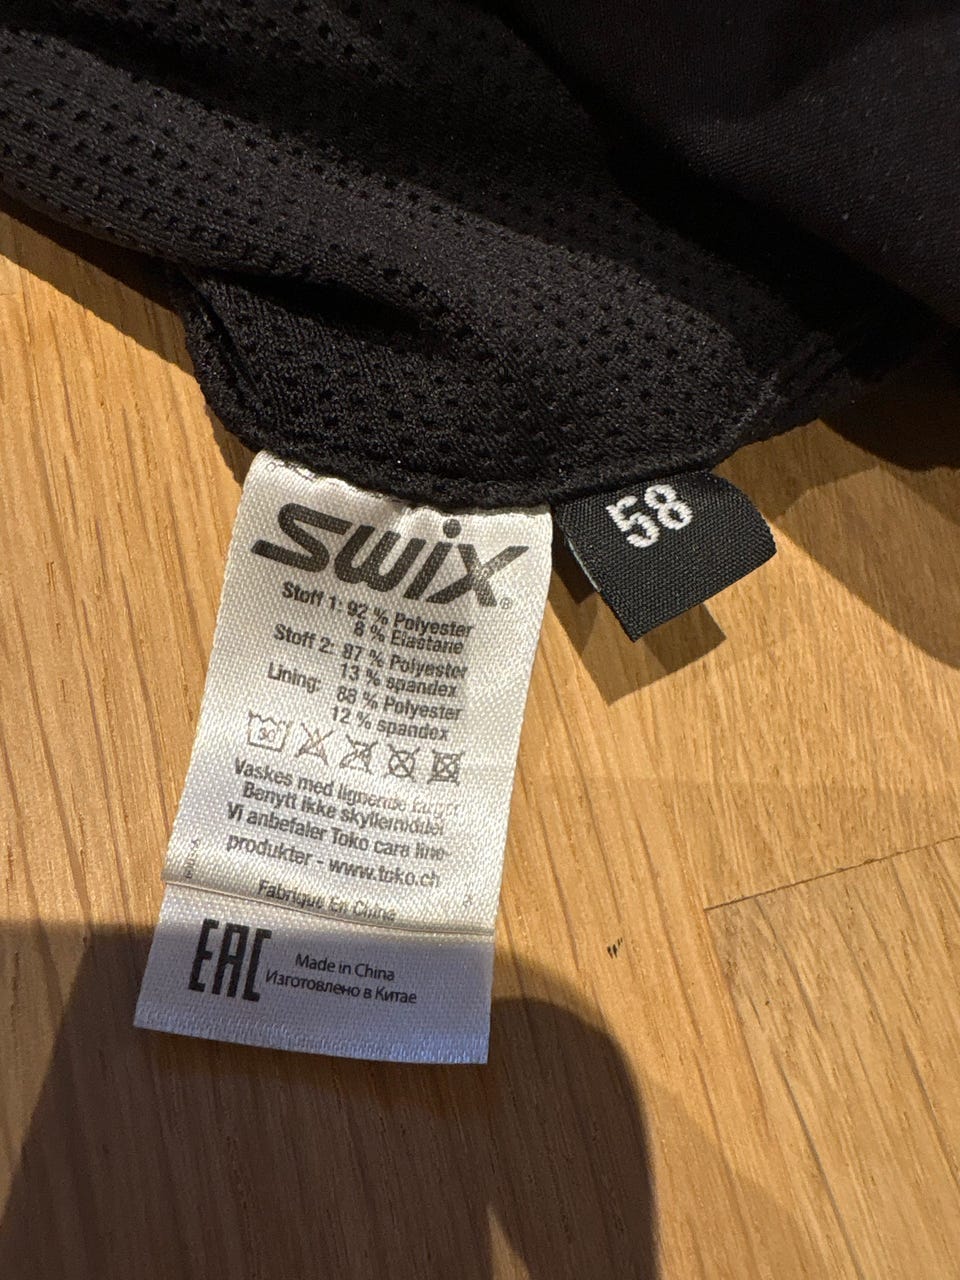 swix®
58
Stoff 1: 92 % Polyester
8 % Elastane
Stoff 2: 87 % Polyester
13 % spandex
Lining: 88 % Polyester
12 % spandex
30°
Vaskes med lignende farger
Benytt ikke skyllemiddel
Vi anbefaler Toko care line-
produkter - www.toko.ch
Fabriqué En Chine
EAC
Made in China
Изготовлено в Китае